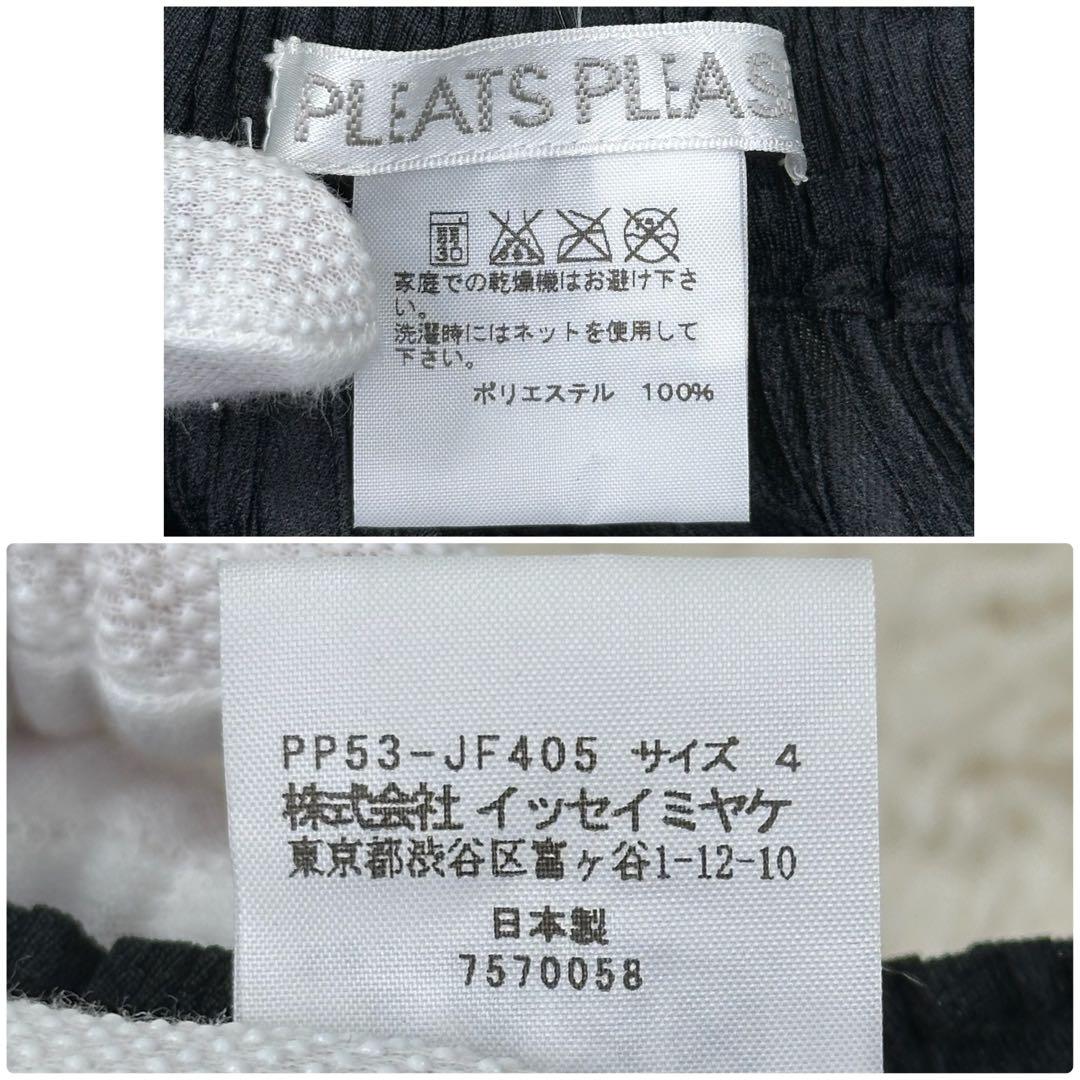 PLEATS PLEAS
弱
30
家庭での乾燥機はお避け下さ
い。
洗濯時にはネットを使用して
下さい。
ポリエステル 100%
PP53-JF405 サイズ 4
株式会社 イッセイミヤケ
東京都渋谷区富ヶ谷1-12-10
日本製
7570058